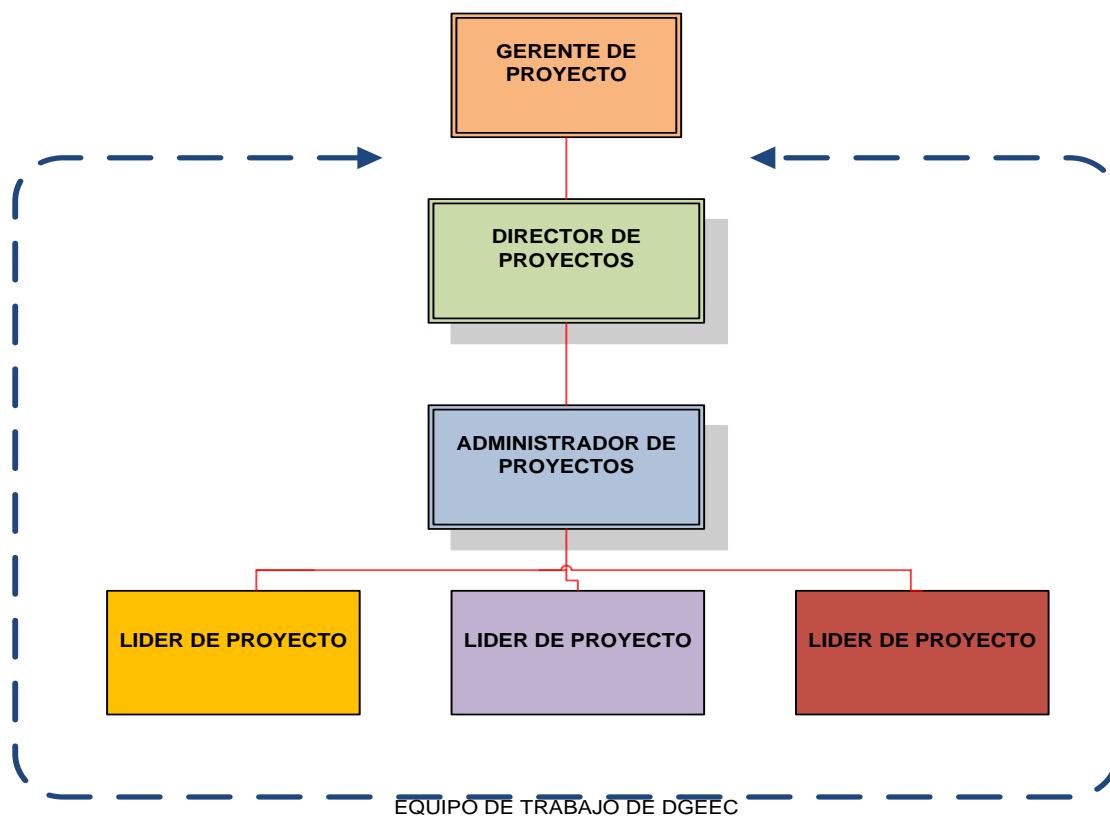 GERENTE DE
PROYECTO
DIRECTOR DE
PROYECTOS
ADMINISTRADOR DE
PROYECTOS
LIDER DE PROYECTO
LIDER DE PROYECTO
LIDER DE PROYECTO
EQUIPO DE TRABAJO DE DGEEC